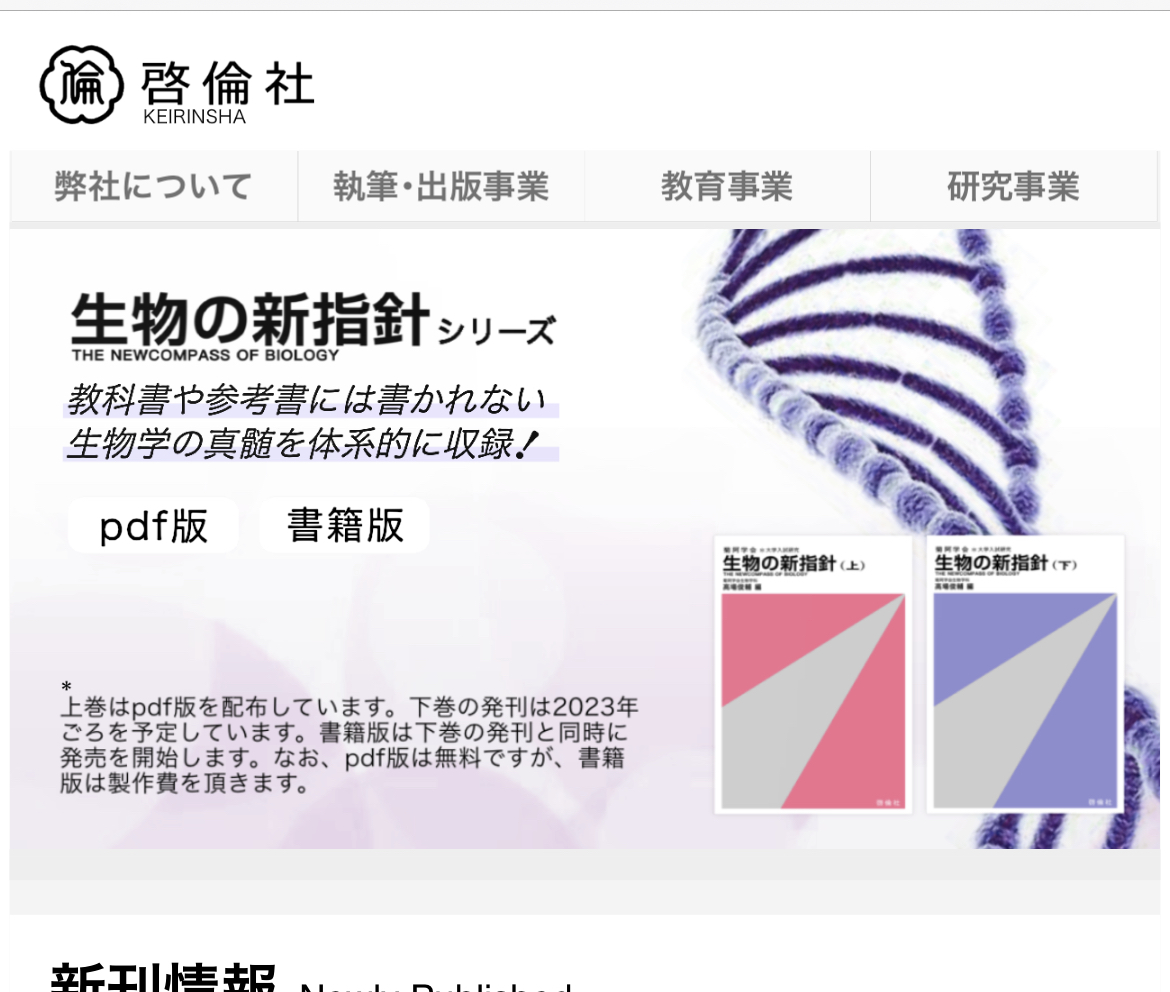 倫
啓倫社
KEIRINSHA
弊社について
執筆・出版事業
教育事業
研究事業
生物の新指針シリーズ
THE NEWCOMPASS OF BIOLOGY
教科書や参考書には書かれない
生物学の真髄を体系的に収録!
pdf版
書籍版
*
上巻はpdf版を配布しています。下巻の発刊は2023年
ごろを予定しています。書籍版は下巻の発刊と同時に
発売を開始します。なお、pdf版は無料ですが、書籍
版は製作費を頂きます。
生物の新指針(上)
THE NEWCOMPASS OF BIOLOGY
啓倫社
生物の新指針(下)
THE NEWCOMPASS OF BIOLOGY
啓倫社
新刊情報 Newly Published